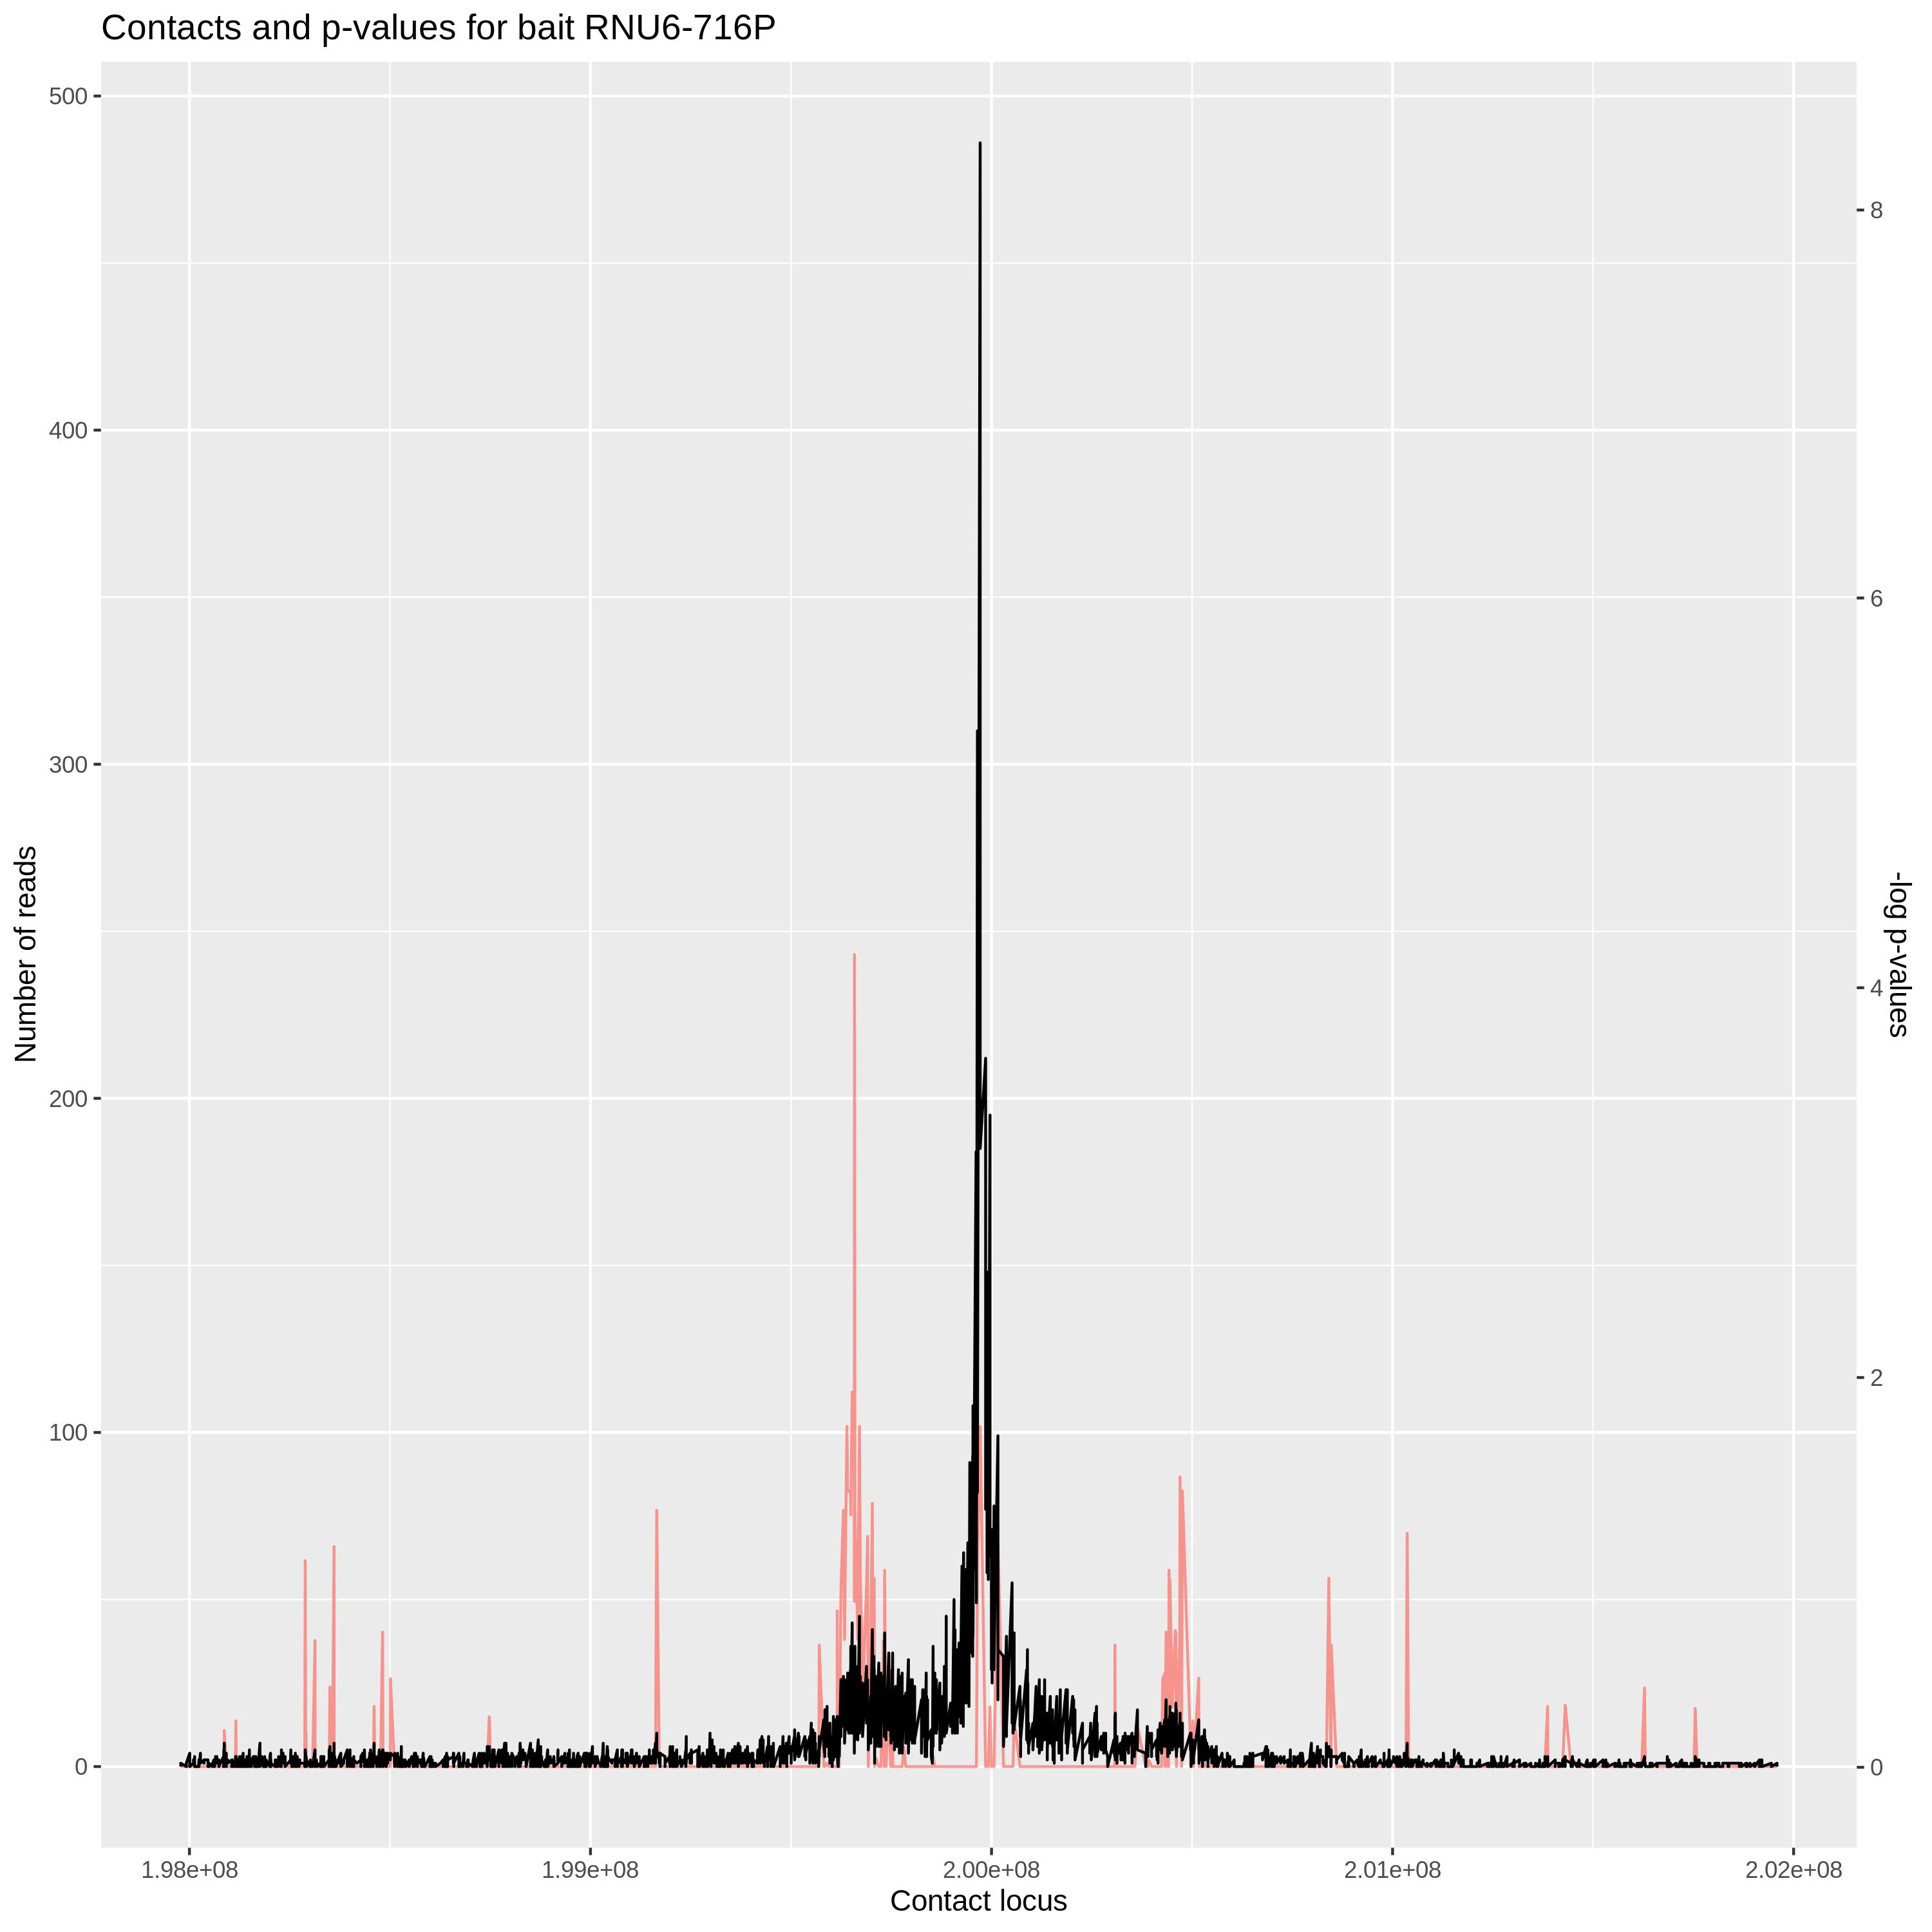 Contacts and p-values for bait RNU6-716P
500
400
300
200
100
0
Number of reads
8
6
4
2
0
-log p-values
1.98e+08
1.99e+08
2.00e+08
2.01e+08
2.02e+08
Contact locus